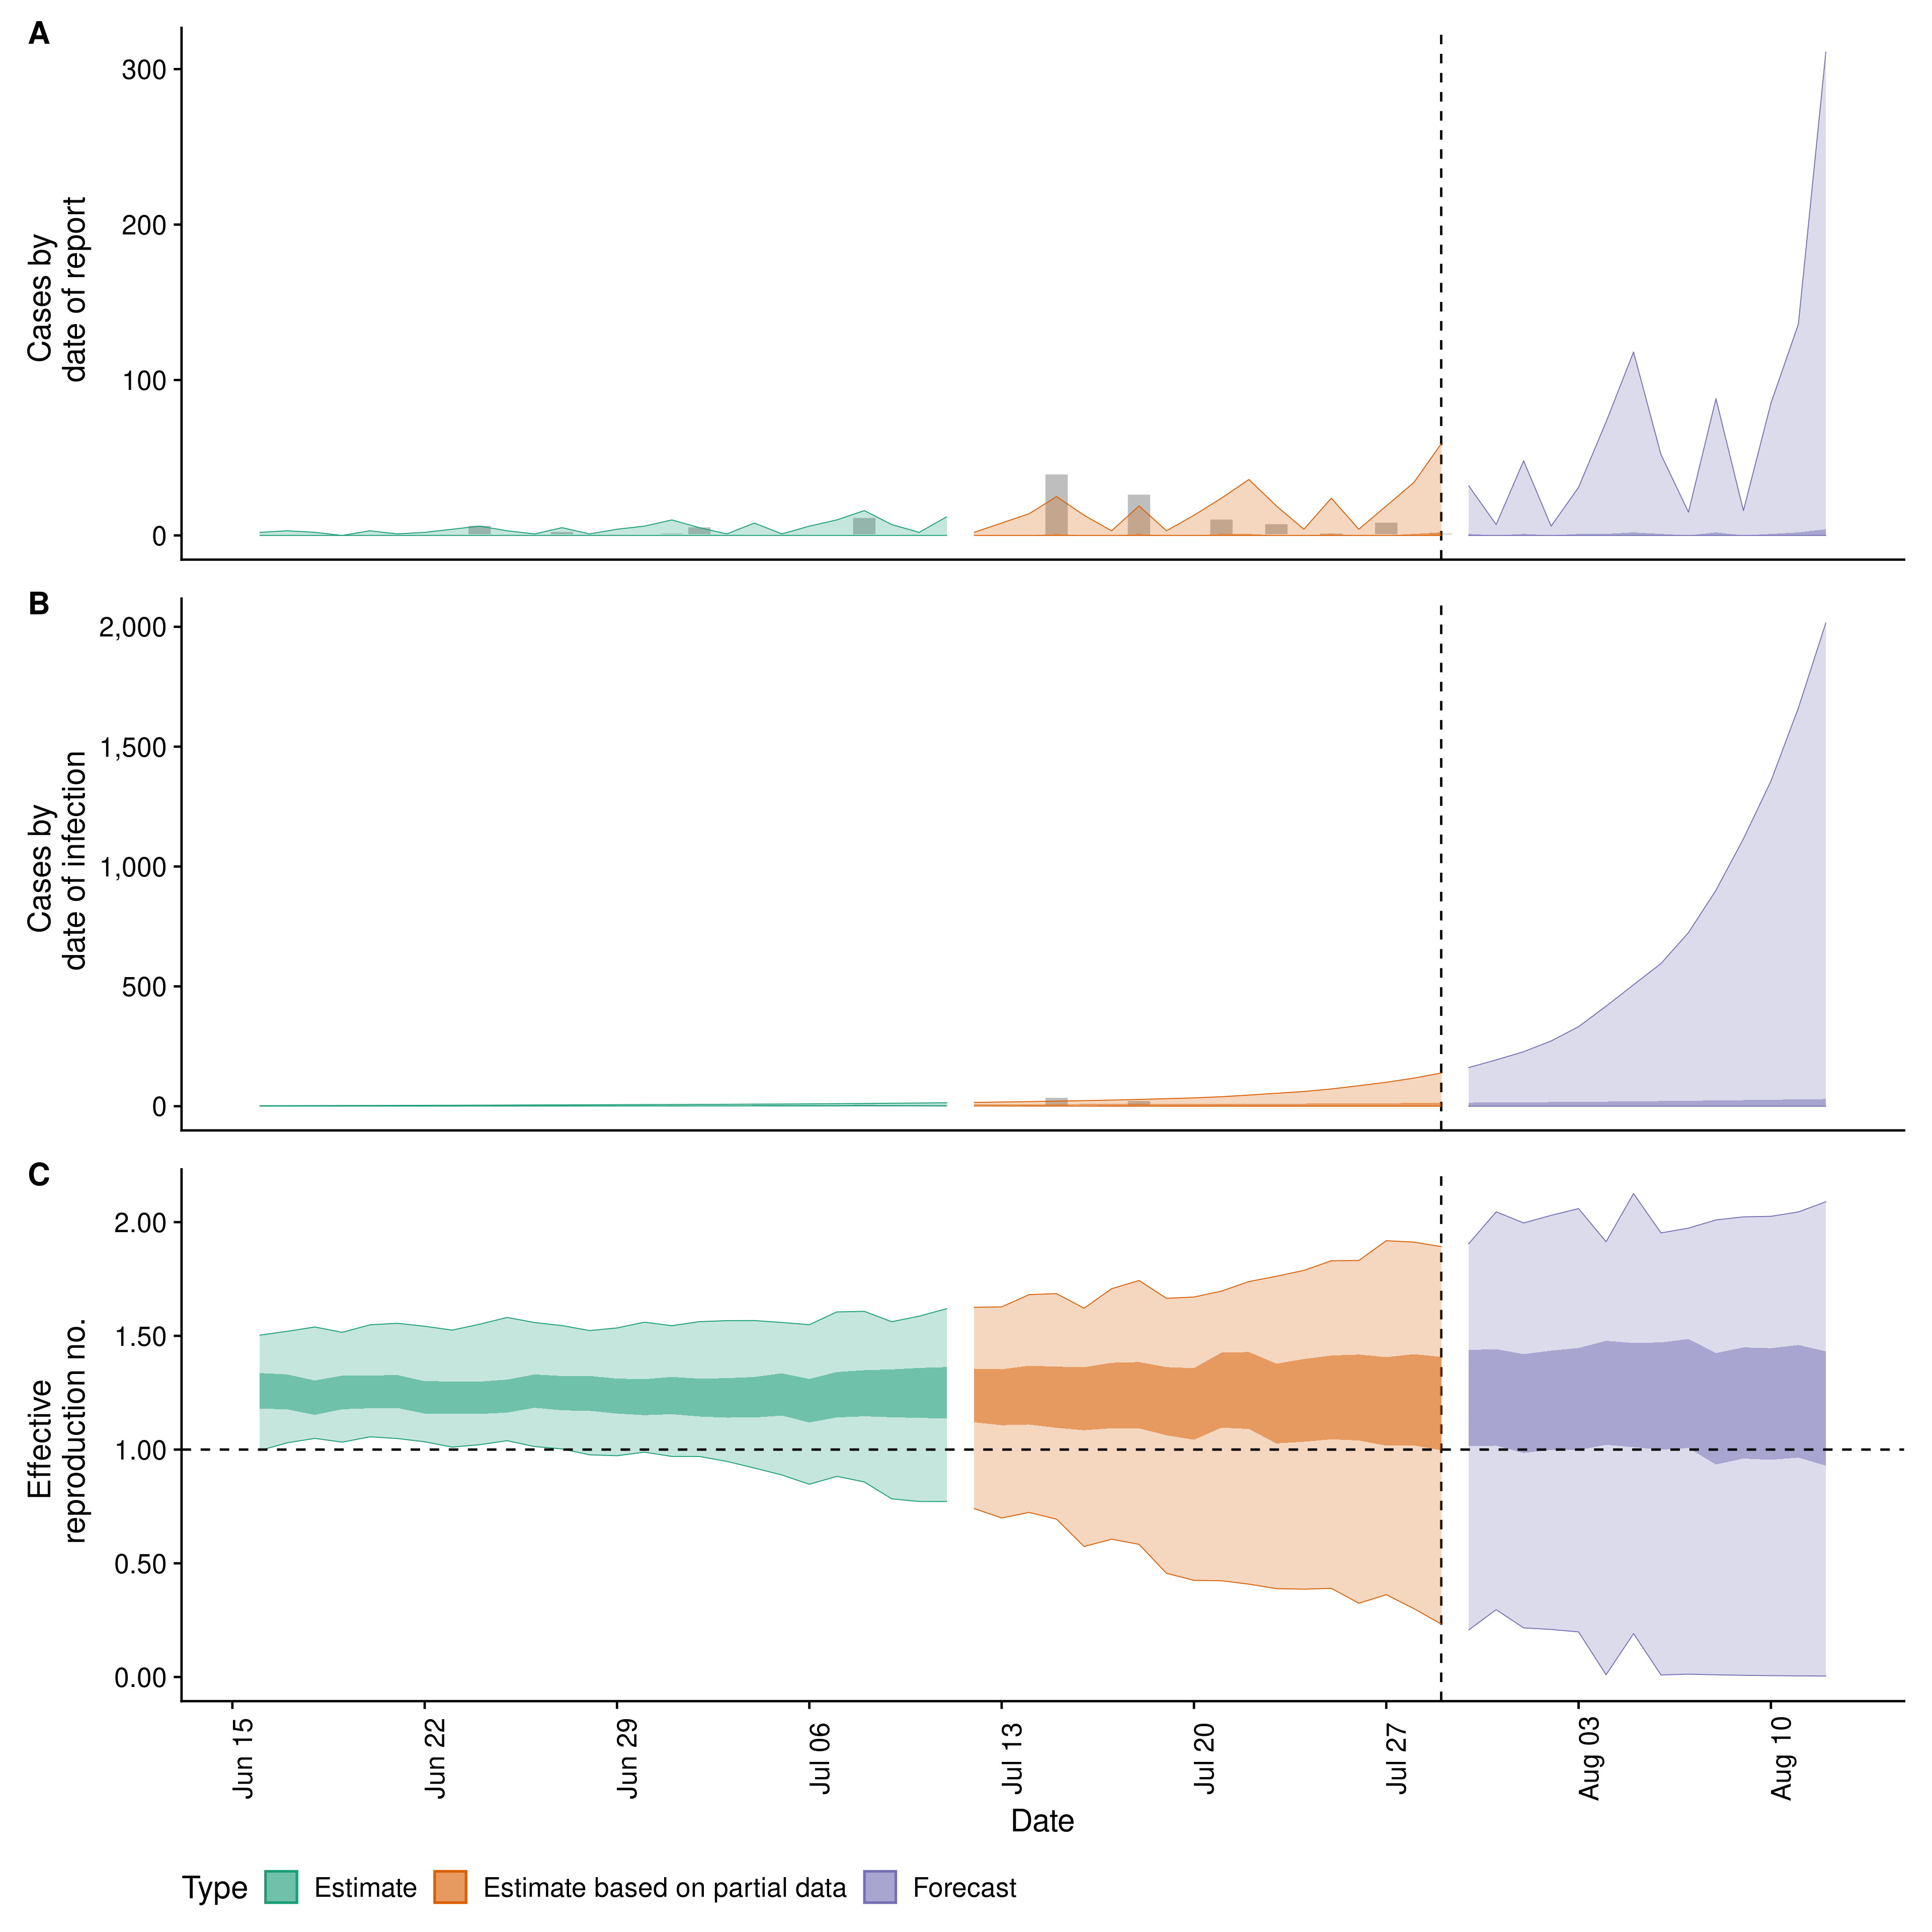 A
300
200
100
0
Cases by
date of report
B
2,000
1,500
1,000
500
0
Cases by
date of infection
C
2.00
1.50
1.00
0.50
0.00
Effective
reproduction no.
Jun 15
Jun 22
Jun 29
Jul 06
Jul 13
Jul 20
Jul 27
Aug 03
Aug 10
Date
Type Estimate Estimate based on partial data Forecast